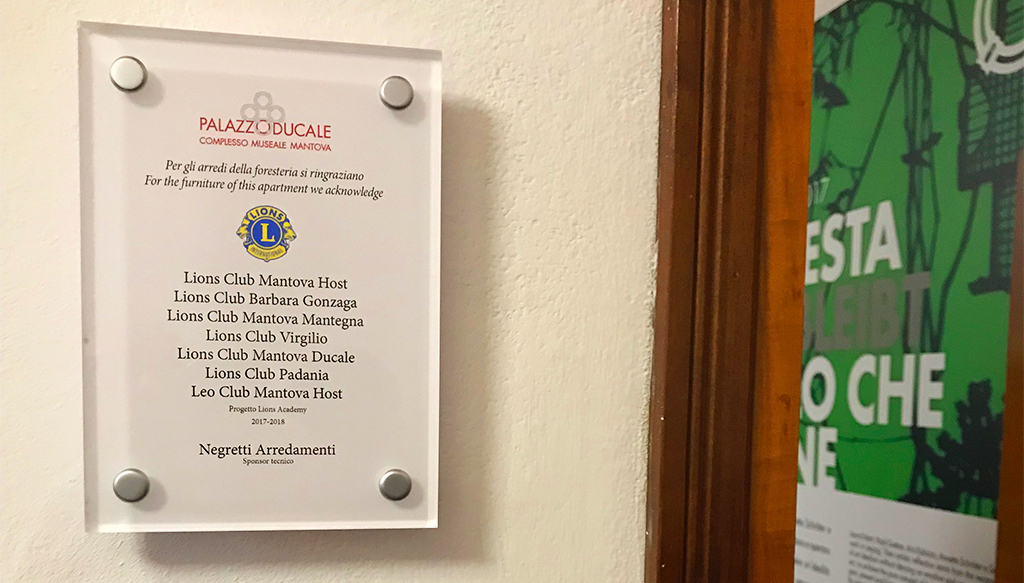 PALAZZODUCALE
COMPLESSO MUSEALE MANTOVA
Per gli arredi della foresteria si ringraziano
For the furniture of this apartment we acknowledge
LIONS
L
INTERNATIONAL
Lions Club Mantova Host
Lions Club Barbara Gonzaga
Lions Club Mantova Mantegna
Lions Club Virgilio
Lions Club Mantova Ducale
Lions Club Padania
Leo Club Mantova Host
Progetto Lions Academy
2017-2018
Negretti Arredamenti
Sponsor tecnico
ESTA
BLEIBT
O CHE
NE